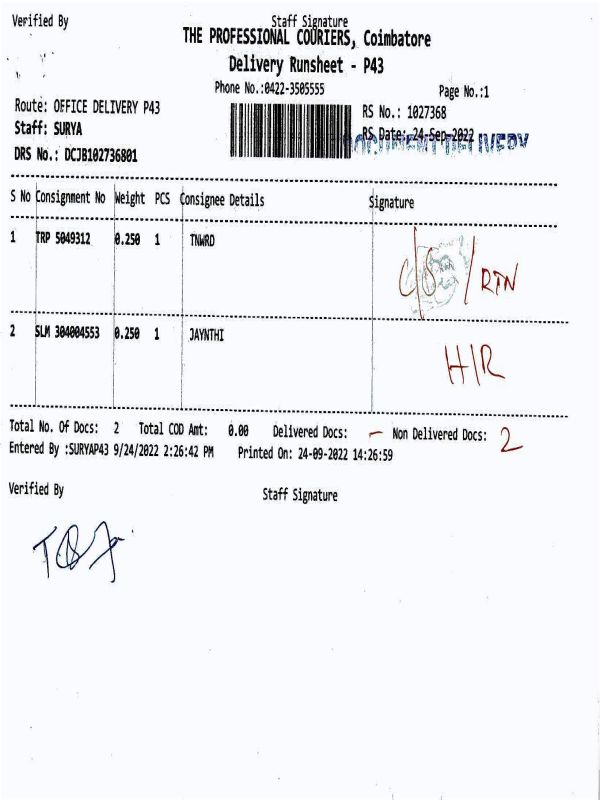 Verified By Staff Signature
THE PROFESSIONAL COURIERS, Coimbatore
Delivery Runsheet - P43
Phone No.:0422-3505555 Page No.:1
Route: OFFICE DELIVERY P43 RS No.: 1027368
Staff: SURYA RS Date: 24-Sep-2022
DOCUMENT DELIVERY
DRS No.: DCJB102736801
S No Consignment No Weight PCS Consignee Details Signature
1 TRP 5049312 0.250 1 TNWRD
C/S/RTN
2 SLM 304004553 0.250 1 JAYNTHI
H/R
Total No. Of Docs: 2 Total COD Amt: 0.00 Delivered Docs: - Non Delivered Docs: 2
Entered By :SURYAP43 9/24/2022 2:26:42 PM Printed On: 24-09-2022 14:26:59
Verified By Staff Signature